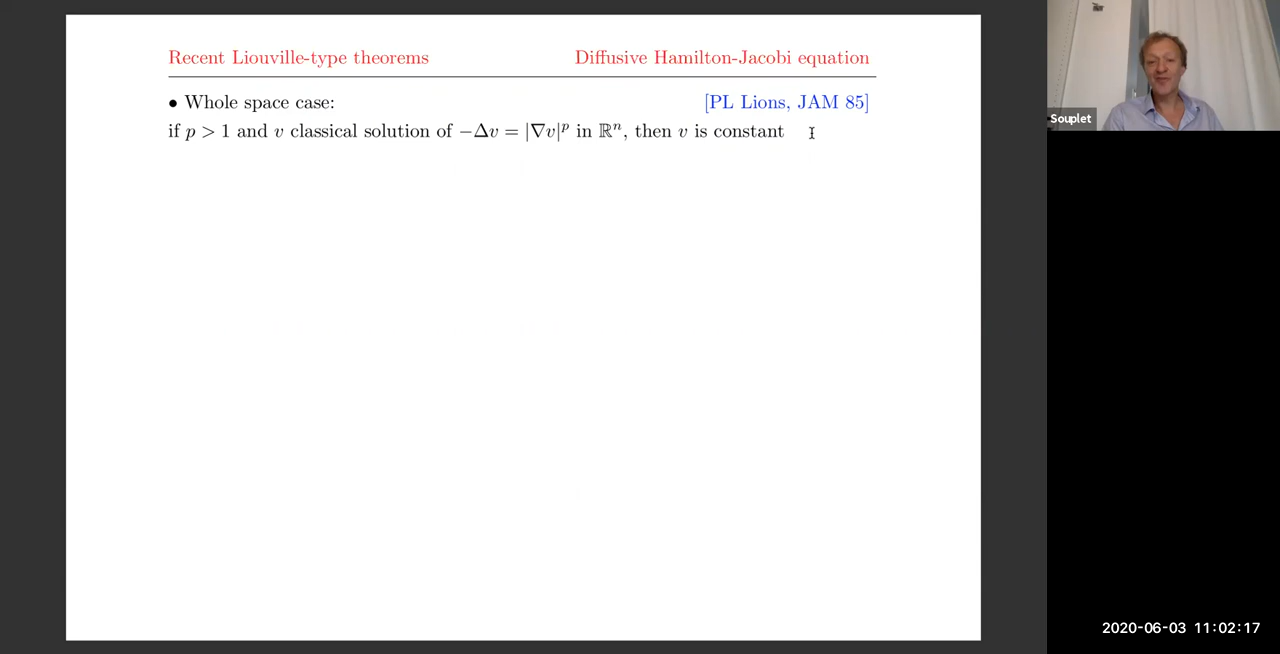 Recent Liouville-type theorems Diffusive Hamilton-Jacobi equation
• Whole space case: [PL Lions, JAM 85]
if p > 1 and v classical solution of −Δv = |∇v|ᵖ in ℝⁿ, then v is constant
Souplet
2020-06-03 11:02:17